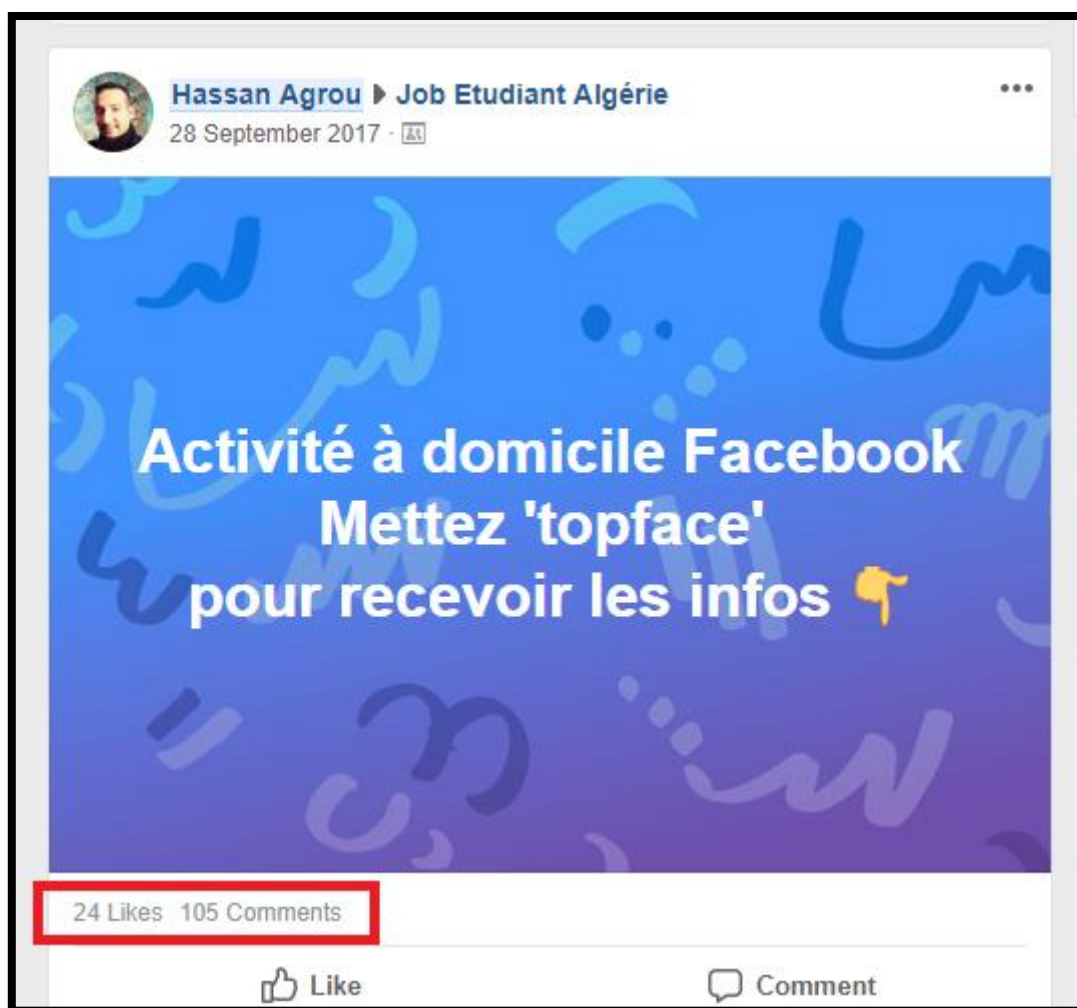 Hassan Agrou ▶ Job Etudiant Algérie
28 September 2017 ·
Activité à domicile Facebook
Mettez 'topface'
pour recevoir les infos 👇
24 Likes 105 Comments
Like Comment